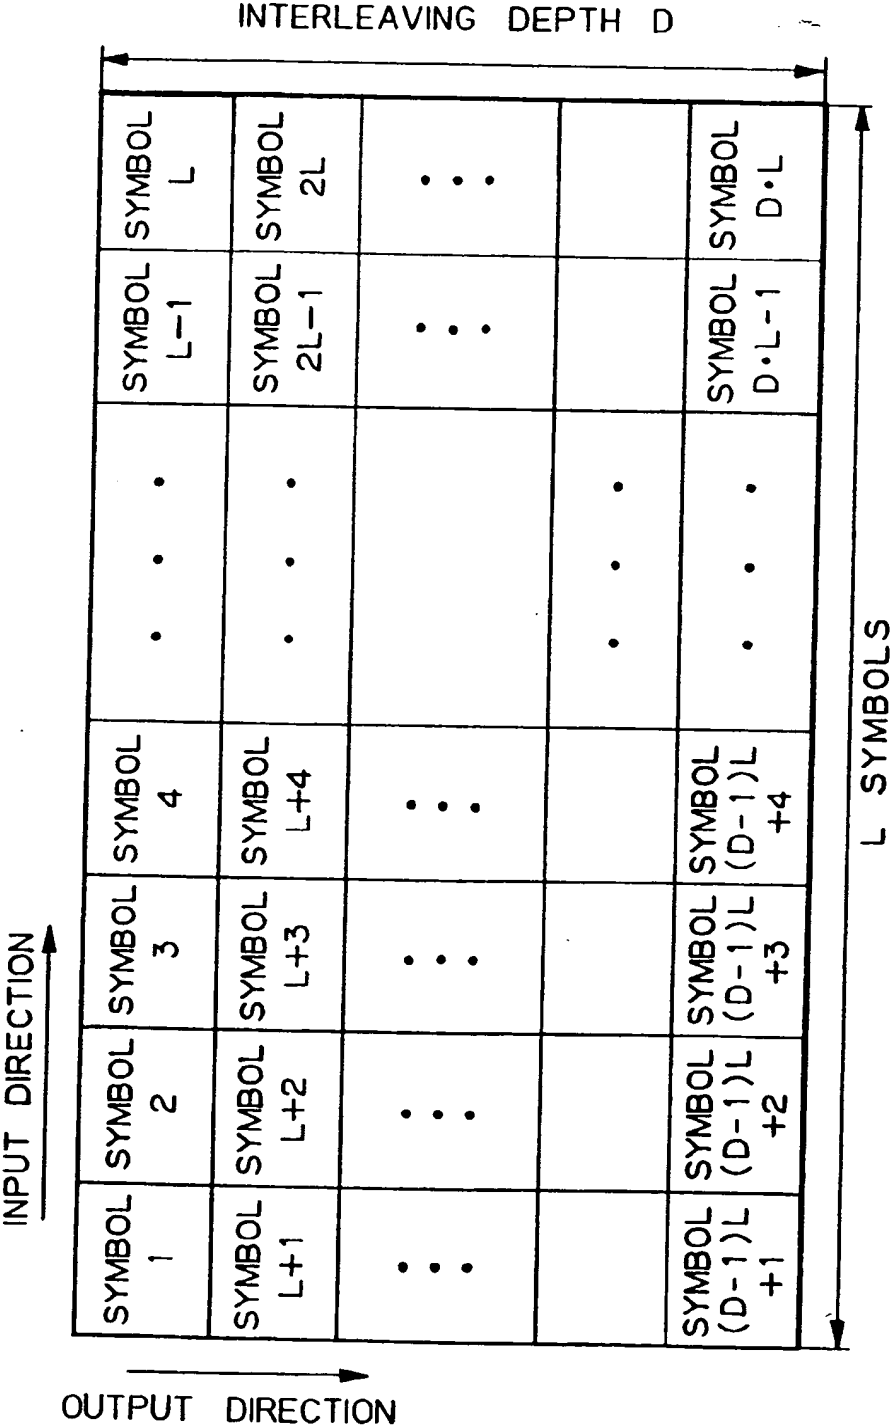 INTERLEAVING DEPTH D
SYMBOL
L
SYMBOL
2L
• • •
SYMBOL
D•L
SYMBOL
L-1
SYMBOL
2L-1
• • •
SYMBOL
D•L-1
SYMBOL
4
SYMBOL
L+4
• • •
SYMBOL
(D-1)L
+4
SYMBOL
3
SYMBOL
L+3
• • •
SYMBOL
(D-1)L
+3
SYMBOL
2
SYMBOL
L+2
• • •
SYMBOL
(D-1)L
+2
SYMBOL
1
SYMBOL
L+1
• • •
SYMBOL
(D-1)L
+1
L SYMBOLS
INPUT DIRECTION
OUTPUT DIRECTION